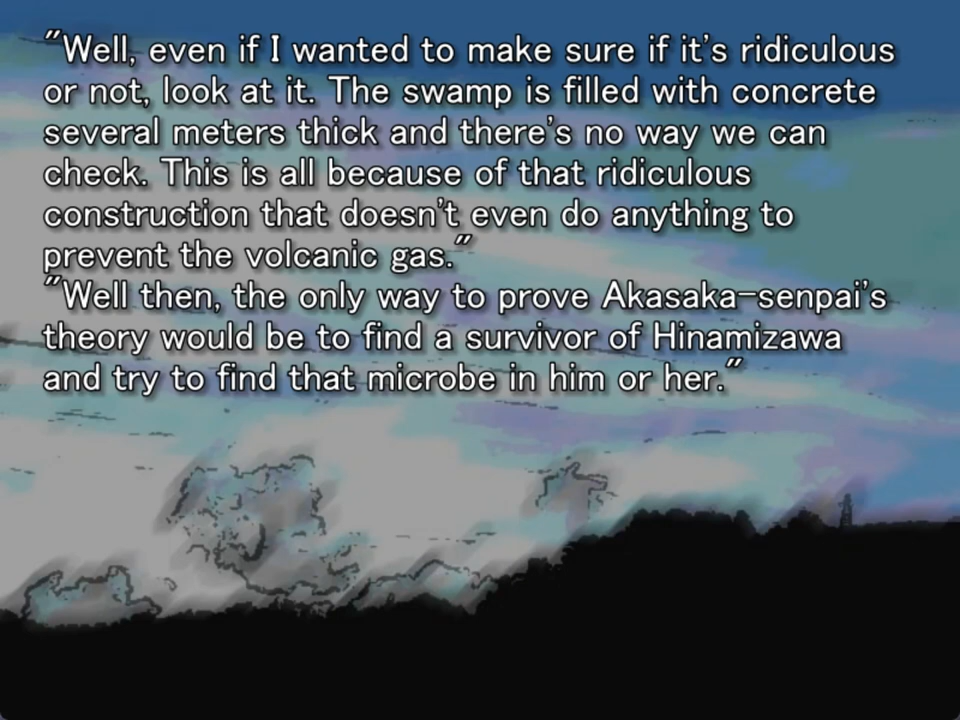 "Well, even if I wanted to make sure if it's ridiculous
or not, look at it. The swamp is filled with concrete
several meters thick and there's no way we can
check. This is all because of that ridiculous
construction that doesn't even do anything to
prevent the volcanic gas."
"Well then, the only way to prove Akasaka-senpai's
theory would be to find a survivor of Hinamizawa
and try to find that microbe in him or her."